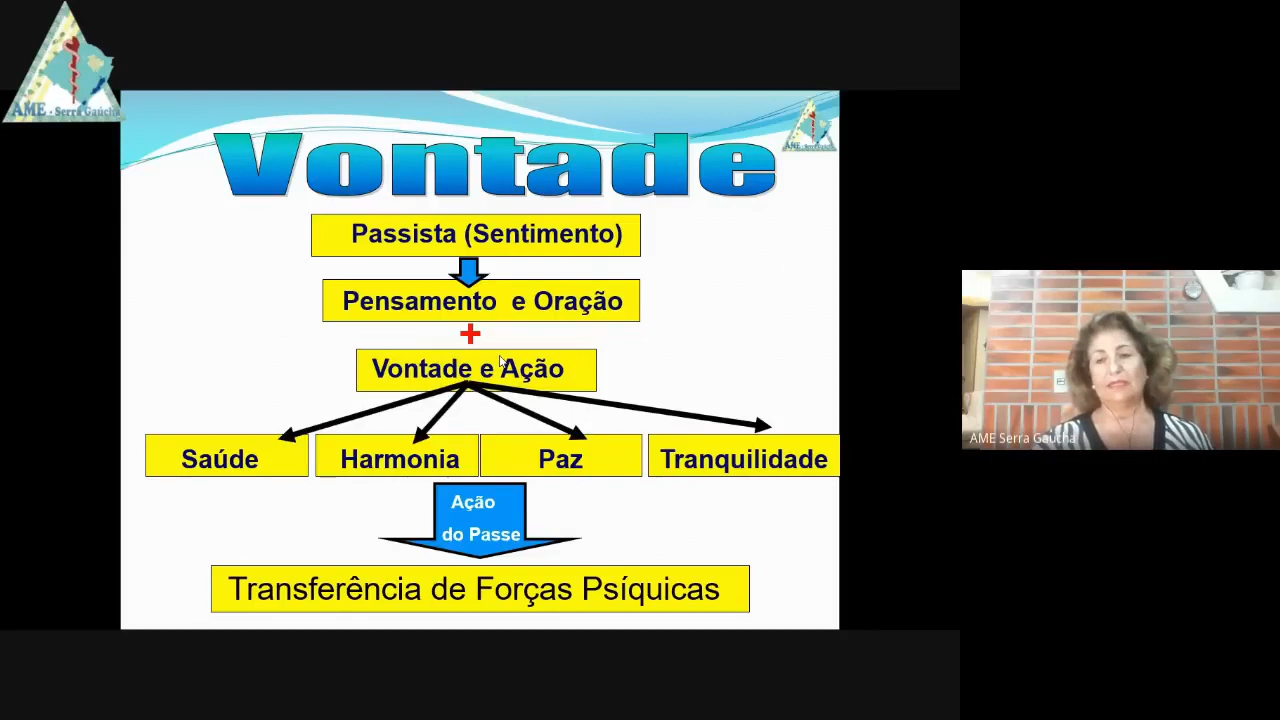 AME - Serra Gaúcha
Vontade
Passista (Sentimento)
Pensamento e Oração
+
Vontade e Ação
Saúde
Harmonia
Paz
Tranquilidade
Ação
do Passe
Transferência de Forças Psíquicas
AME Serra Gaúcha